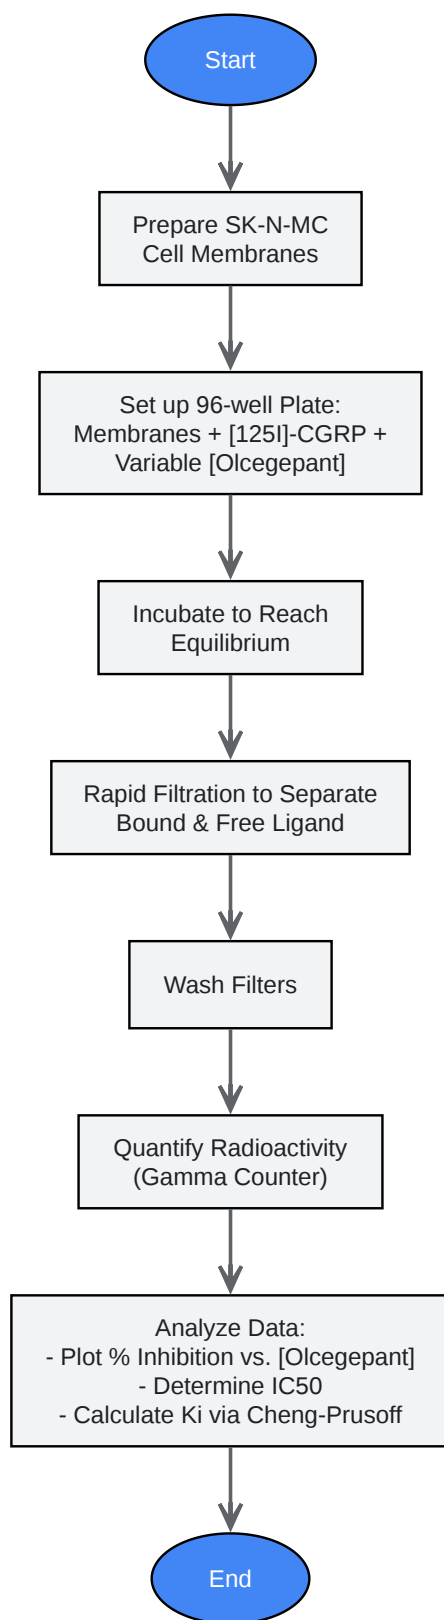 Start
Prepare SK-N-MC
Cell Membranes
Set up 96-well Plate:
Membranes + [125I]-CGRP +
Variable [Olcegepant]
Incubate to Reach
Equilibrium
Rapid Filtration to Separate
Bound & Free Ligand
Wash Filters
Quantify Radioactivity
(Gamma Counter)
Analyze Data:
- Plot % Inhibition vs. [Olcegepant]
- Determine IC50
- Calculate Ki via Cheng-Prusoff
End